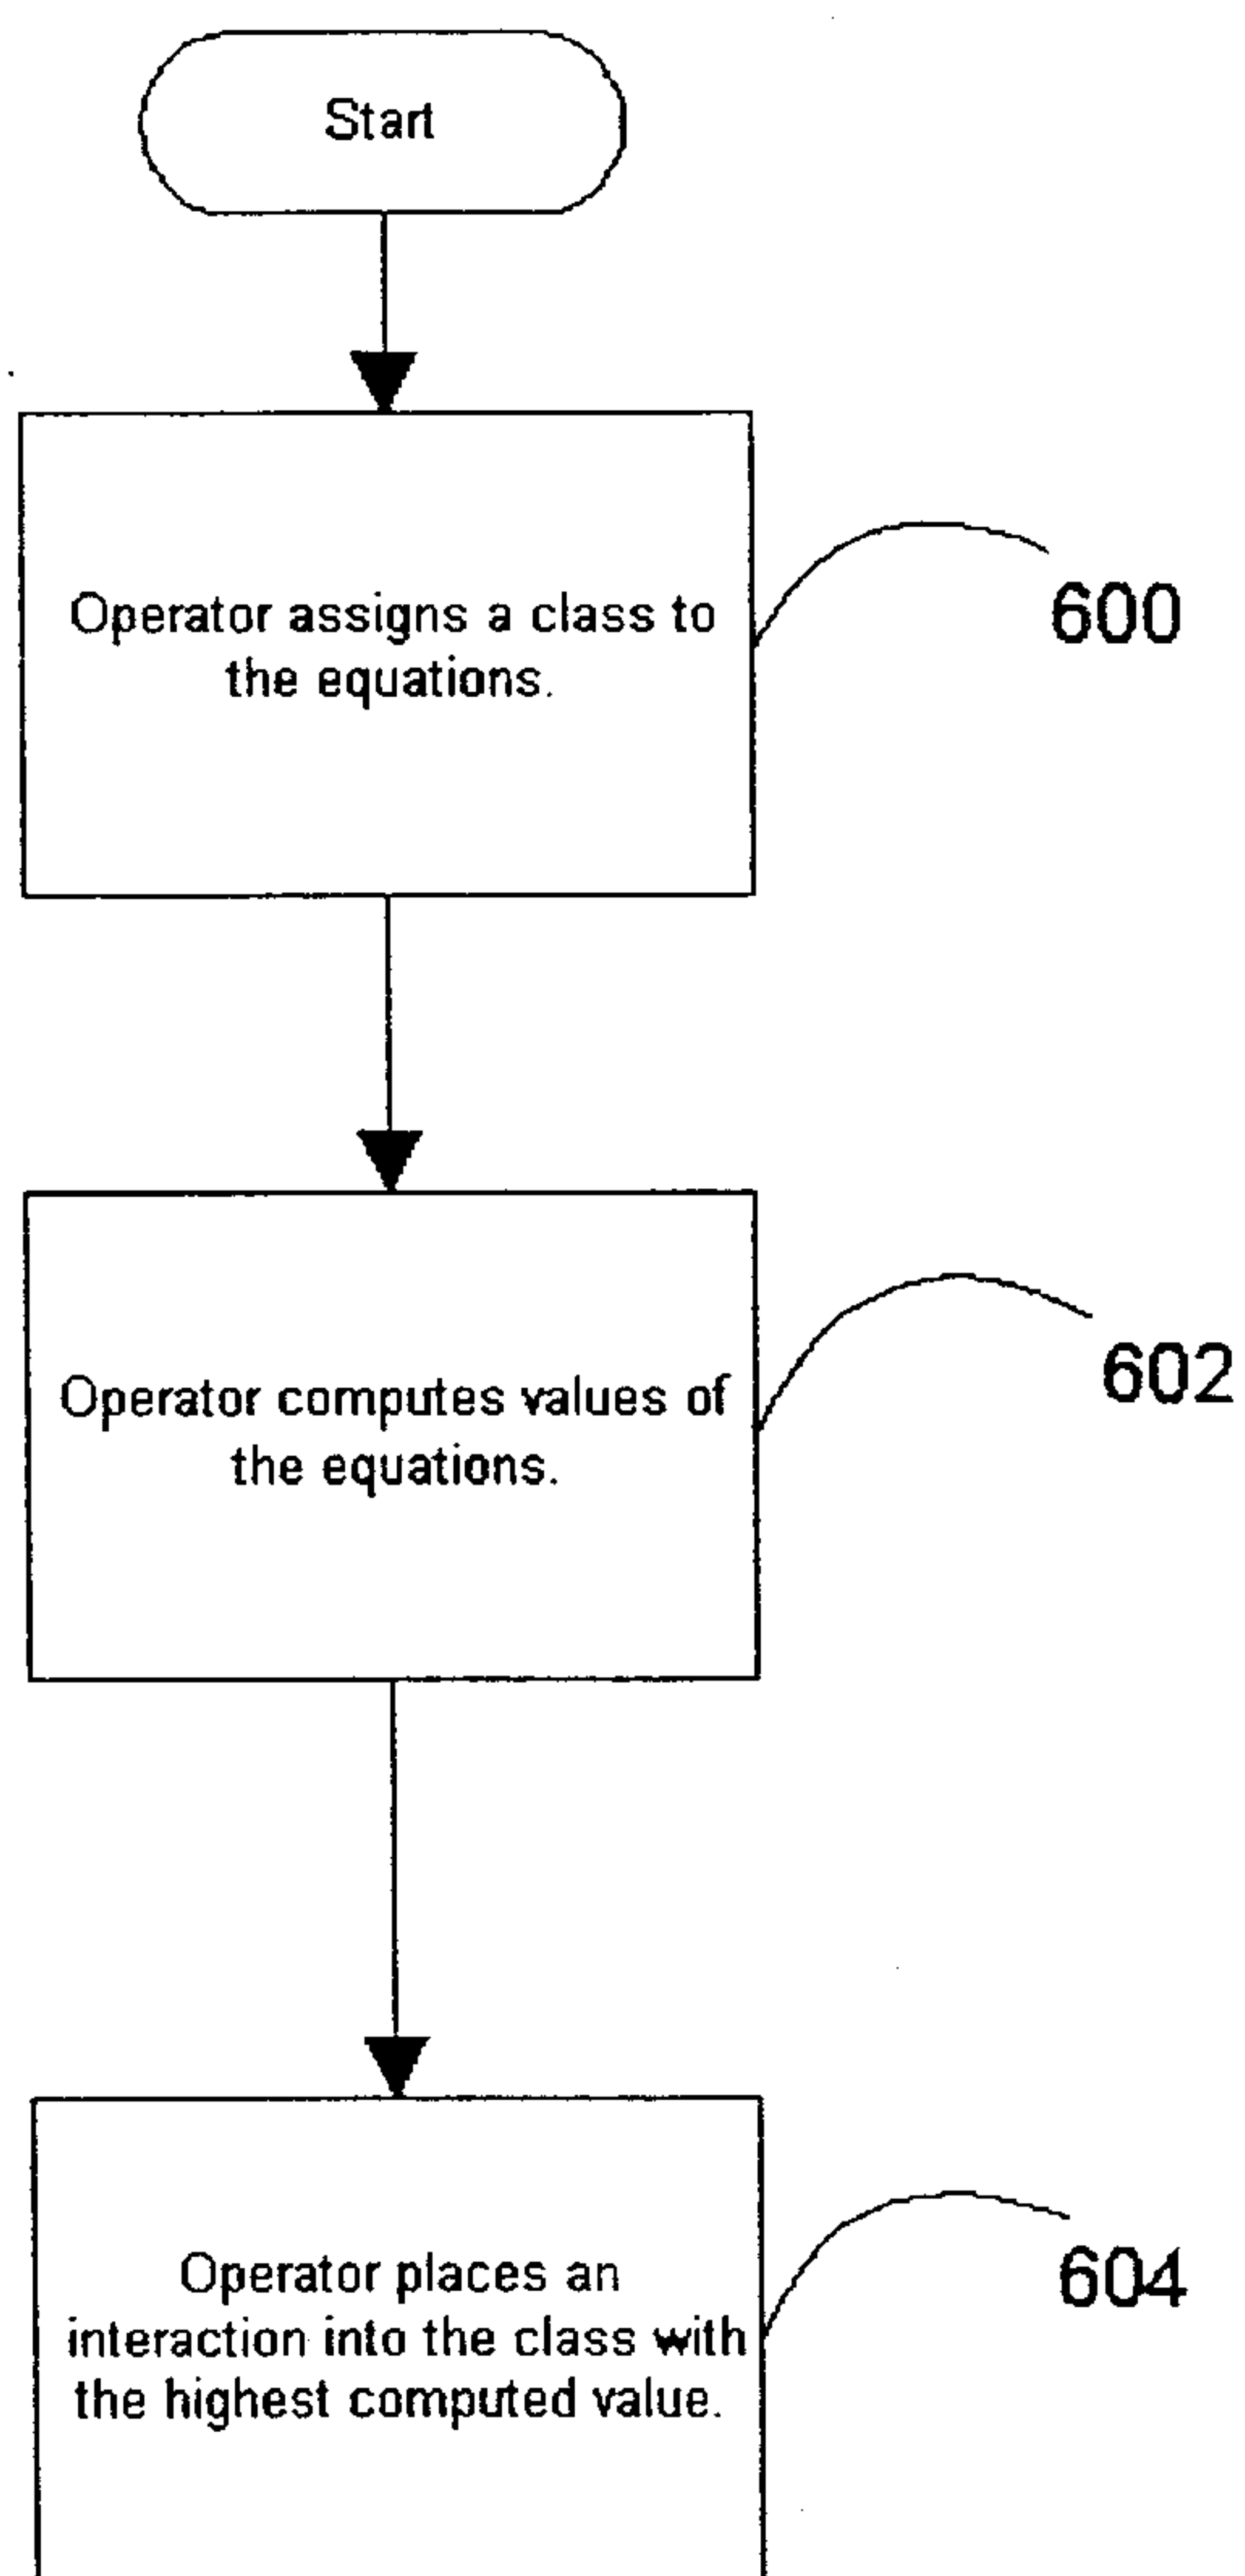 Start
Operator assigns a class to
the equations.
600
Operator computes values of
the equations.
602
Operator places an
interaction into the class with
the highest computed value.
604